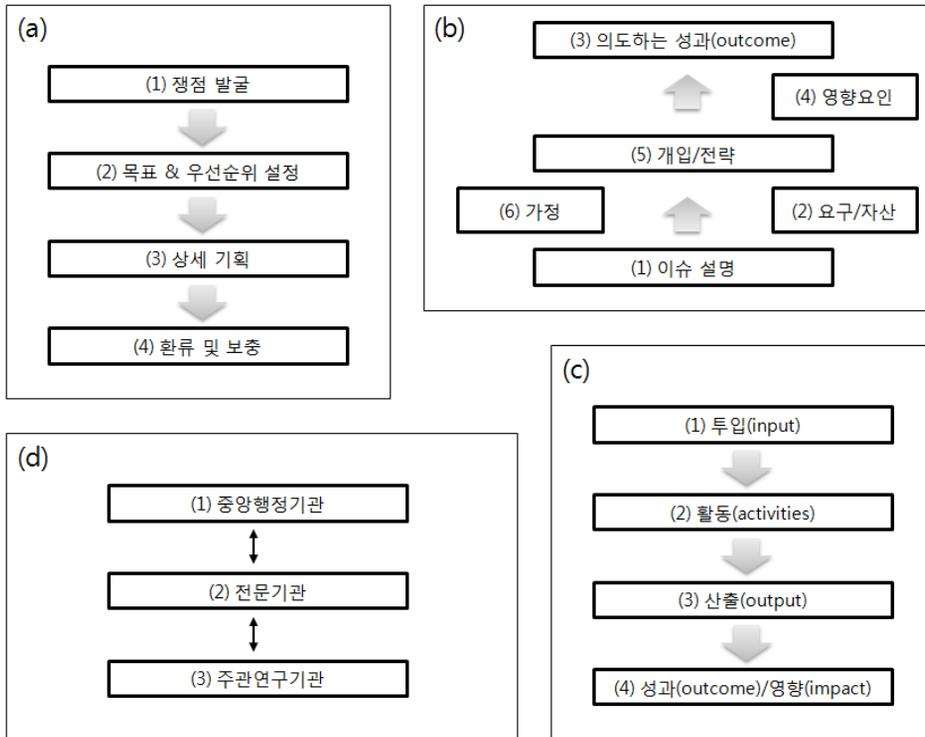 (a)
(1) 쟁점 발굴
(2) 목표 & 우선순위 설정
(3) 상세 기획
(4) 환류 및 보충
(b)
(3) 의도하는 성과(outcome)
(4) 영향요인
(5) 개입/전략
(6) 가정
(2) 요구/자산
(1) 이슈 설명
(c)
(1) 투입(input)
(2) 활동(activities)
(3) 산출(output)
(4) 성과(outcome)/영향(impact)
(d)
(1) 중앙행정기관
(2) 전문기관
(3) 주관연구기관